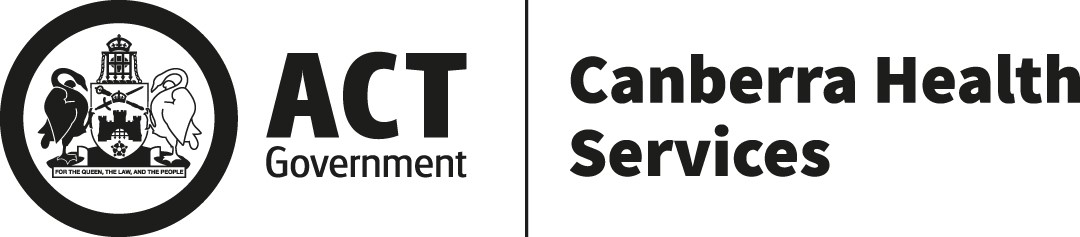 FOR THE QUEEN, THE LAW, AND THE PEOPLE
ACT
Government
Canberra Health
Services